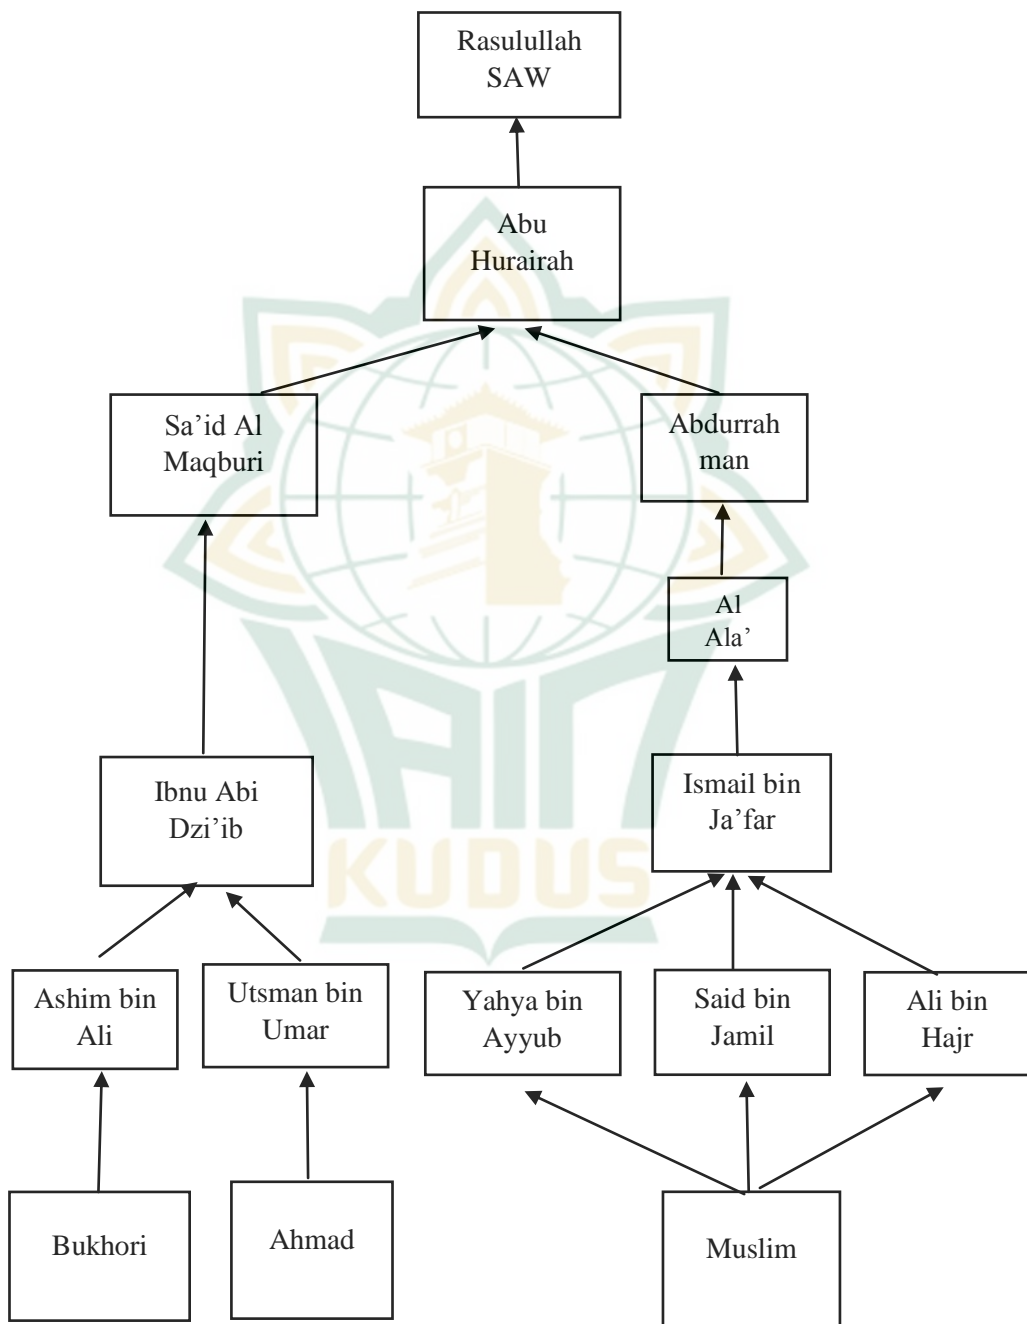 Rasulullah
SAW
Abu
Hurairah
Sa’id Al
Maqburi
Abdurrah
man
Al
Ala’
Ibnu Abi
Dzi’ib
Ismail bin
Ja’far
IAIN
KUDUS
Ashim bin
Ali
Utsman bin
Umar
Yahya bin
Ayyub
Said bin
Jamil
Ali bin
Hajr
Bukhori
Ahmad
Muslim